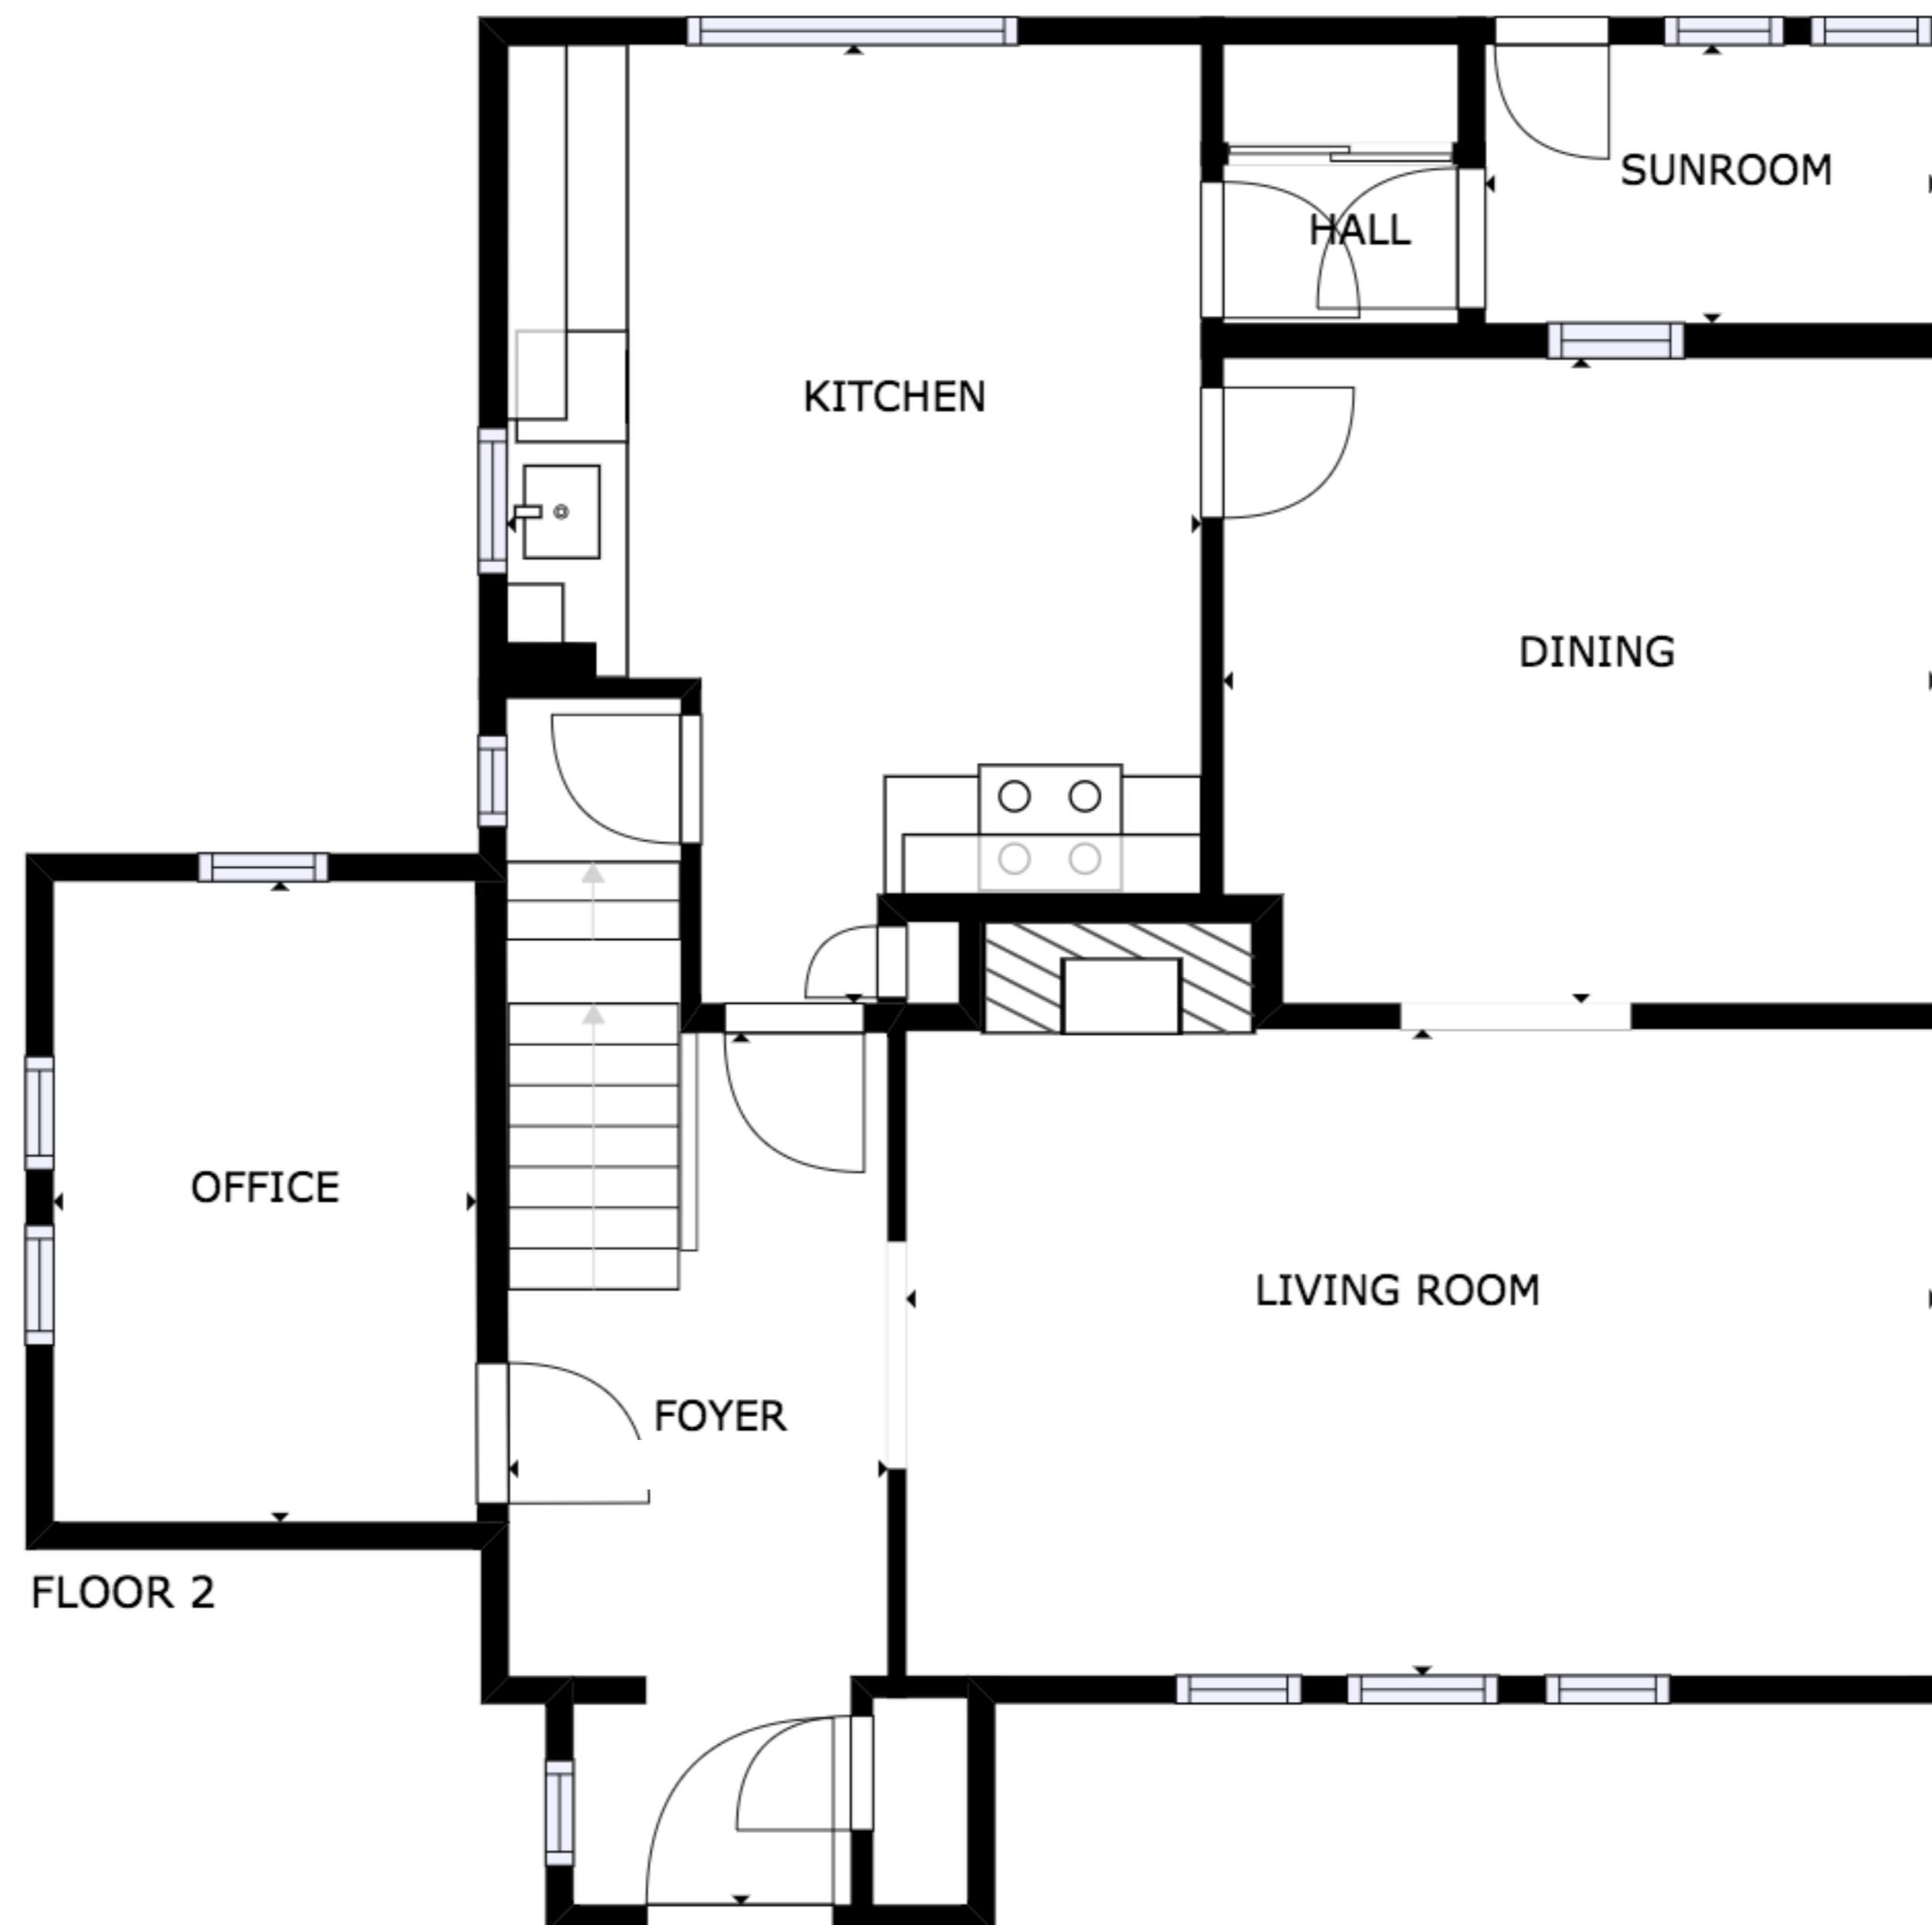 SUNROOM
HALL
KITCHEN
DINING
OFFICE
LIVING ROOM
FOYER
FLOOR 2